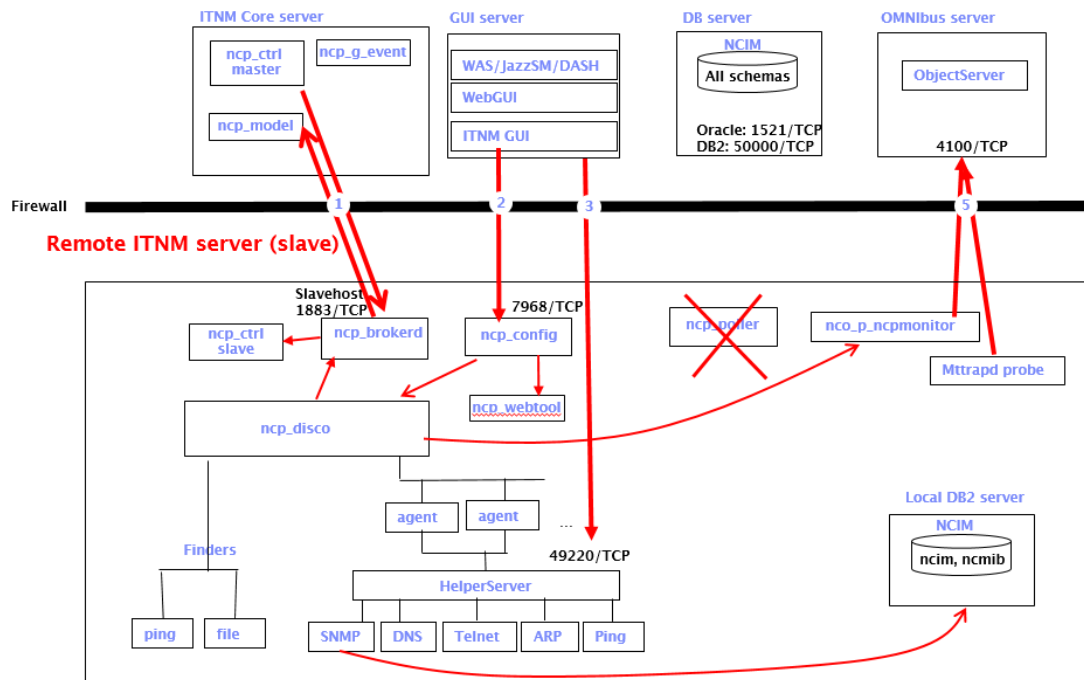 ITNM Core server
GUI server
DB server
OMNIbus server
ncp_ctrl
master
ncp_g_event
ncp_model
WAS/JazzSM/DASH
WebGUI
ITNM GUI
NCIM
All schemas
Oracle: 1521/TCP
DB2: 50000/TCP
ObjectServer
4100/TCP
Firewall
1
2
3
5
Remote ITNM server (slave)
Slavehost
1883/TCP
7968/TCP
ncp_ctrl
slave
ncp_brokerd
ncp_config
ncp_poller
nco_p_ncpmonitor
Mttrapd probe
ncp_webtool
ncp_disco
agent
agent
...
Finders
49220/TCP
HelperServer
ping
file
SNMP
DNS
Telnet
ARP
Ping
Local DB2 server
NCIM
ncim, ncmib